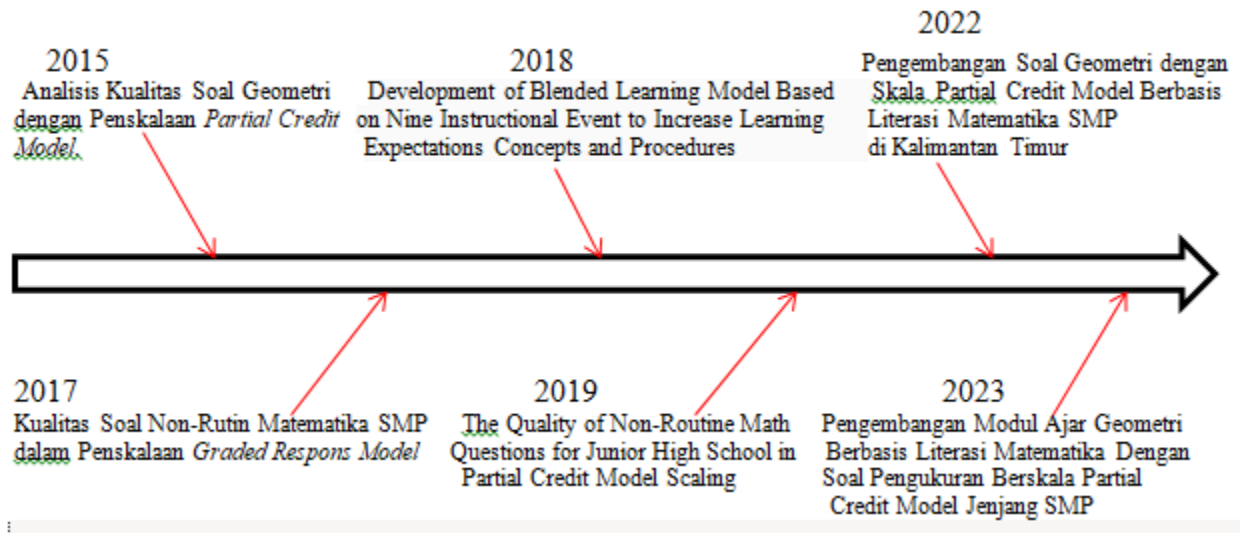 2015
Analisis Kualitas Soal Geometri
dengan Penskalaan Partial Credit
Model.
2018
Development of Blended Learning Model Based
on Nine Instructional Event to Increase Learning
Expectations Concepts and Procedures
2022
Pengembangan Soal Geometri dengan
Skala Partial Credit Model Berbasis
Literasi Matematika SMP
di Kalimantan Timur
2017
Kualitas Soal Non-Rutin Matematika SMP
dalam Penskalaan Graded Respons Model
2019
The Quality of Non-Routine Math
Questions for Junior High School in
Partial Credit Model Scaling
2023
Pengembangan Modul Ajar Geometri
Berbasis Literasi Matematika Dengan
Soal Pengukuran Berskala Partial
Credit Model Jenjang SMP